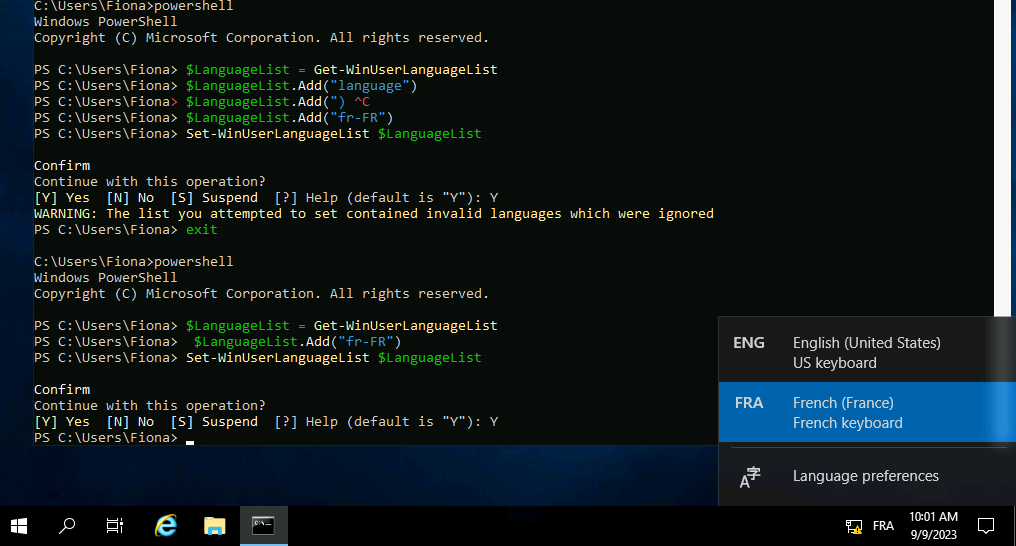 C:\Users\Fiona>powershell
Windows PowerShell
Copyright (C) Microsoft Corporation. All rights reserved.
PS C:\Users\Fiona> $LanguageList = Get-WinUserLanguageList
PS C:\Users\Fiona> $LanguageList.Add("language")
PS C:\Users\Fiona> $LanguageList.Add(") ^C
PS C:\Users\Fiona> $LanguageList.Add("fr-FR")
PS C:\Users\Fiona> Set-WinUserLanguageList $LanguageList
Confirm
Continue with this operation?
[Y] Yes  [N] No  [S] Suspend  [?] Help (default is "Y"): Y
WARNING: The list you attempted to set contained invalid languages which were ignored
PS C:\Users\Fiona> exit
C:\Users\Fiona>powershell
Windows PowerShell
Copyright (C) Microsoft Corporation. All rights reserved.
PS C:\Users\Fiona> $LanguageList = Get-WinUserLanguageList
PS C:\Users\Fiona>  $LanguageList.Add("fr-FR")
PS C:\Users\Fiona> Set-WinUserLanguageList $LanguageList
Confirm
Continue with this operation?
[Y] Yes  [N] No  [S] Suspend  [?] Help (default is "Y"): Y
PS C:\Users\Fiona>
ENG English (United States)
US keyboard
FRA French (France)
French keyboard
A字 Language preferences
FRA
10:01 AM
9/9/2023